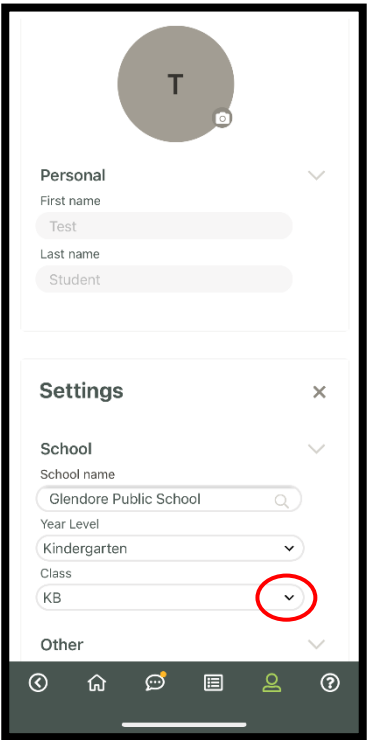 T
Personal
First name
Test
Last name
Student
Settings
School
School name
Glendore Public School
Year Level
Kindergarten
Class
KB
Other